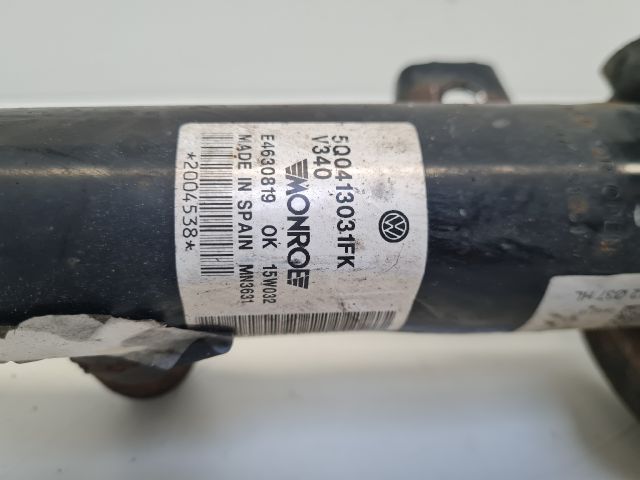 5Q0413031FK
V340
MONROE
E4630819 OK 15W032
MADE IN SPAIN MN3631
*2004538*